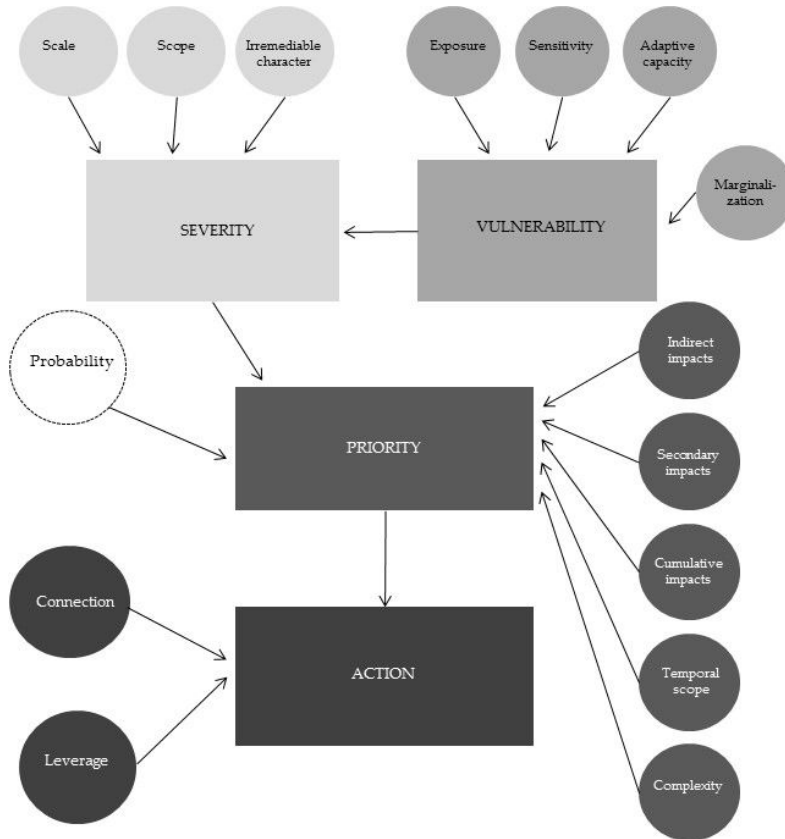 Scale
Scope
Irremediable
character
Exposure
Sensitivity
Adaptive
capacity
Marginali-
zation
SEVERITY
VULNERABILITY
Probability
Indirect
impacts
PRIORITY
Secondary
impacts
Cumulative
impacts
Connection
ACTION
Temporal
scope
Leverage
Complexity